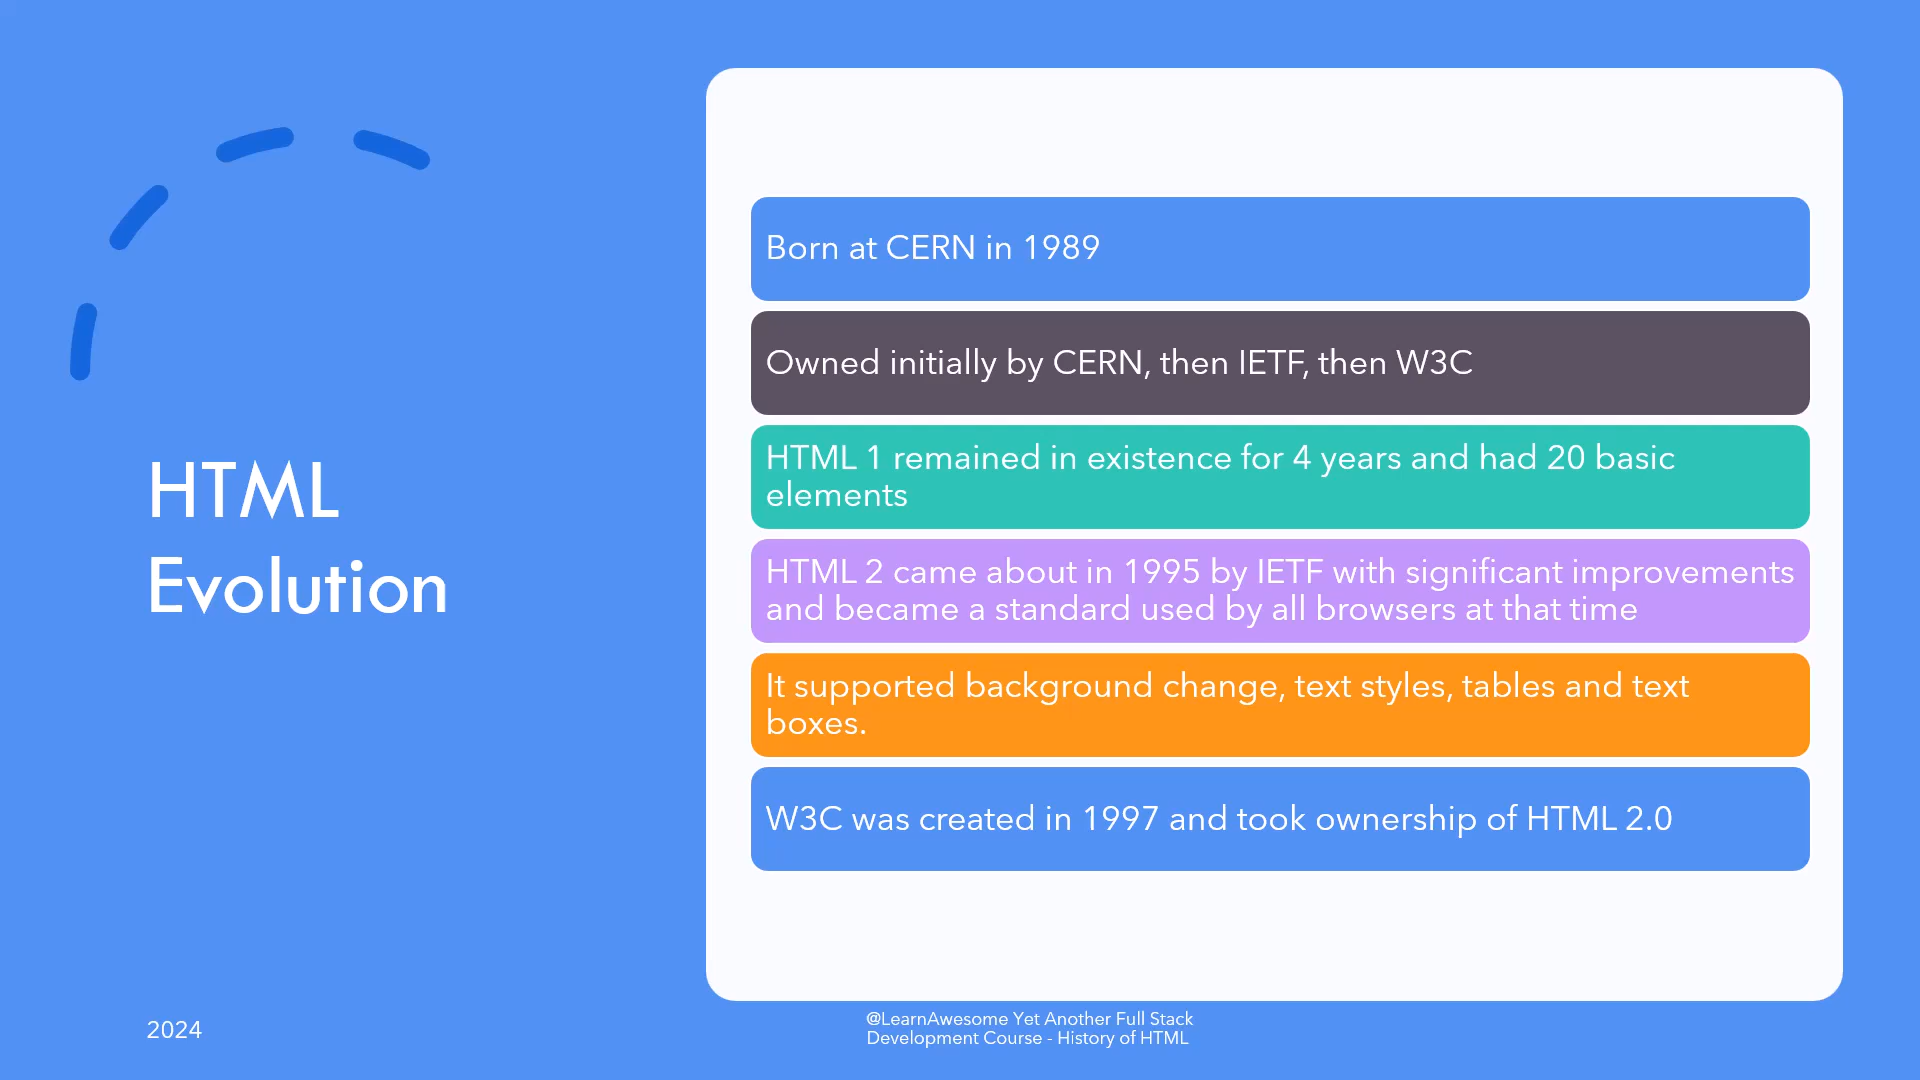 HTML
Evolution
Born at CERN in 1989
Owned initially by CERN, then IETF, then W3C
HTML 1 remained in existence for 4 years and had 20 basic
elements
HTML 2 came about in 1995 by IETF with significant improvements
and became a standard used by all browsers at that time
It supported background change, text styles, tables and text
boxes.
W3C was created in 1997 and took ownership of HTML 2.0
2024
@LearnAwesome Yet Another Full Stack
Development Course - History of HTML